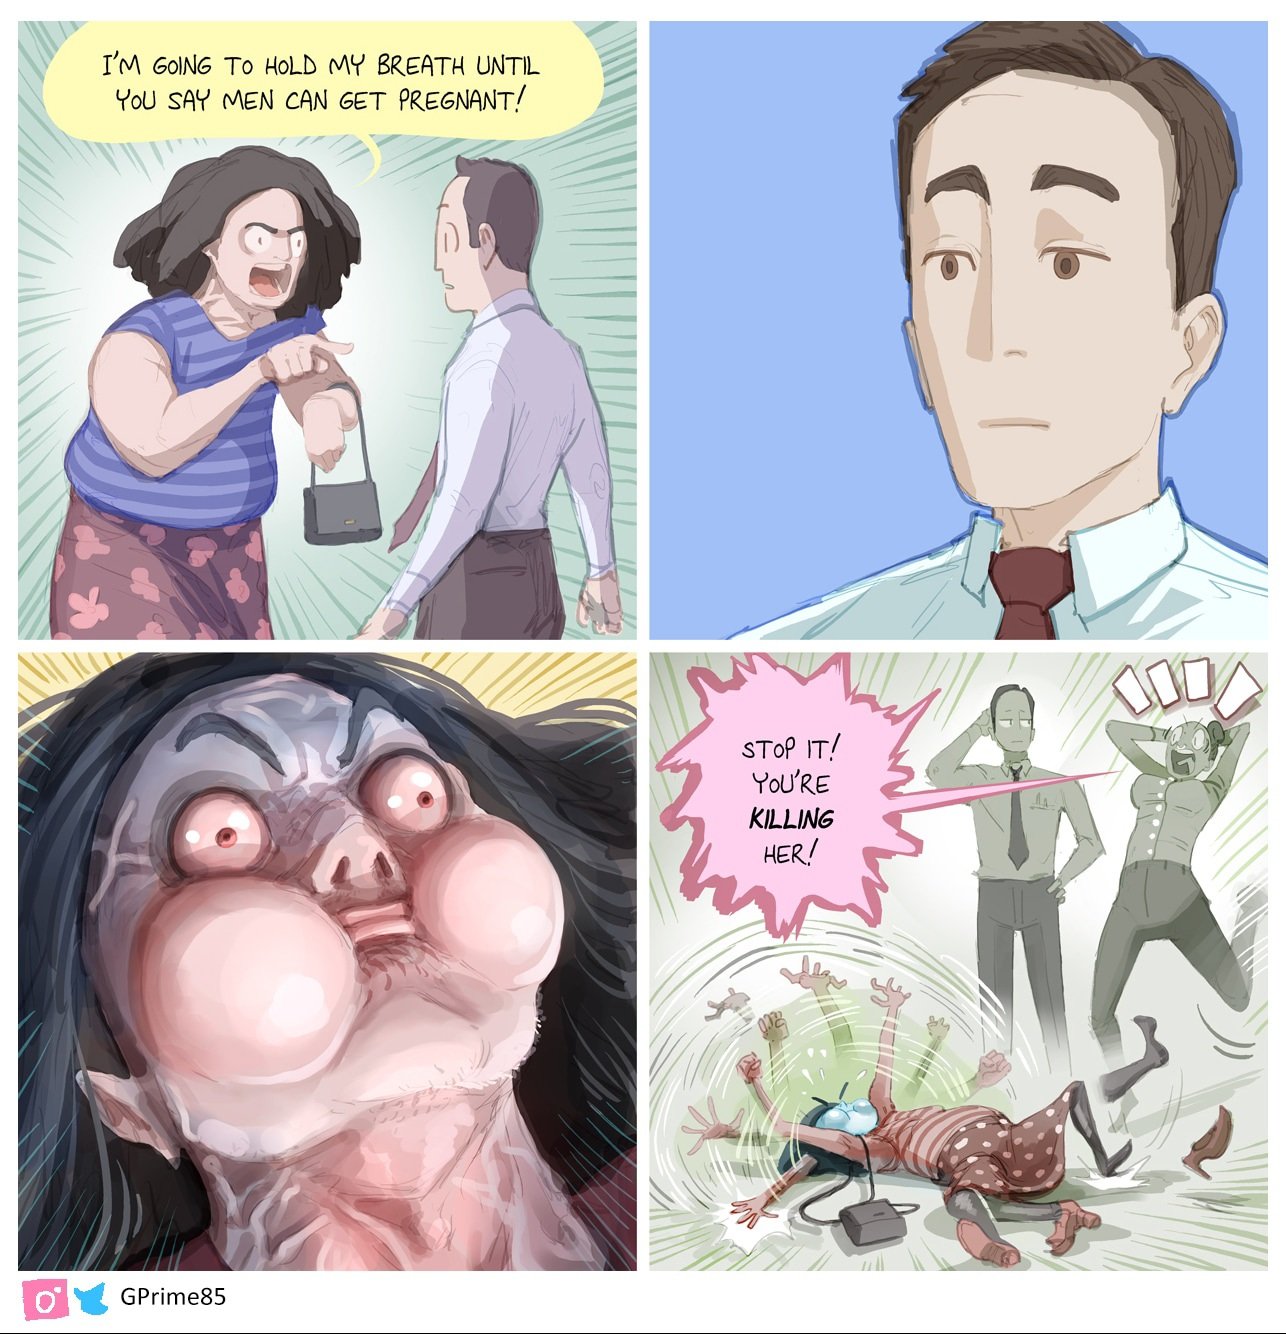 I'M GOING TO HOLD MY BREATH UNTIL
YOU SAY MEN CAN GET PREGNANT!
STOP IT!
YOU'RE
KILLING
HER!
GPrime85